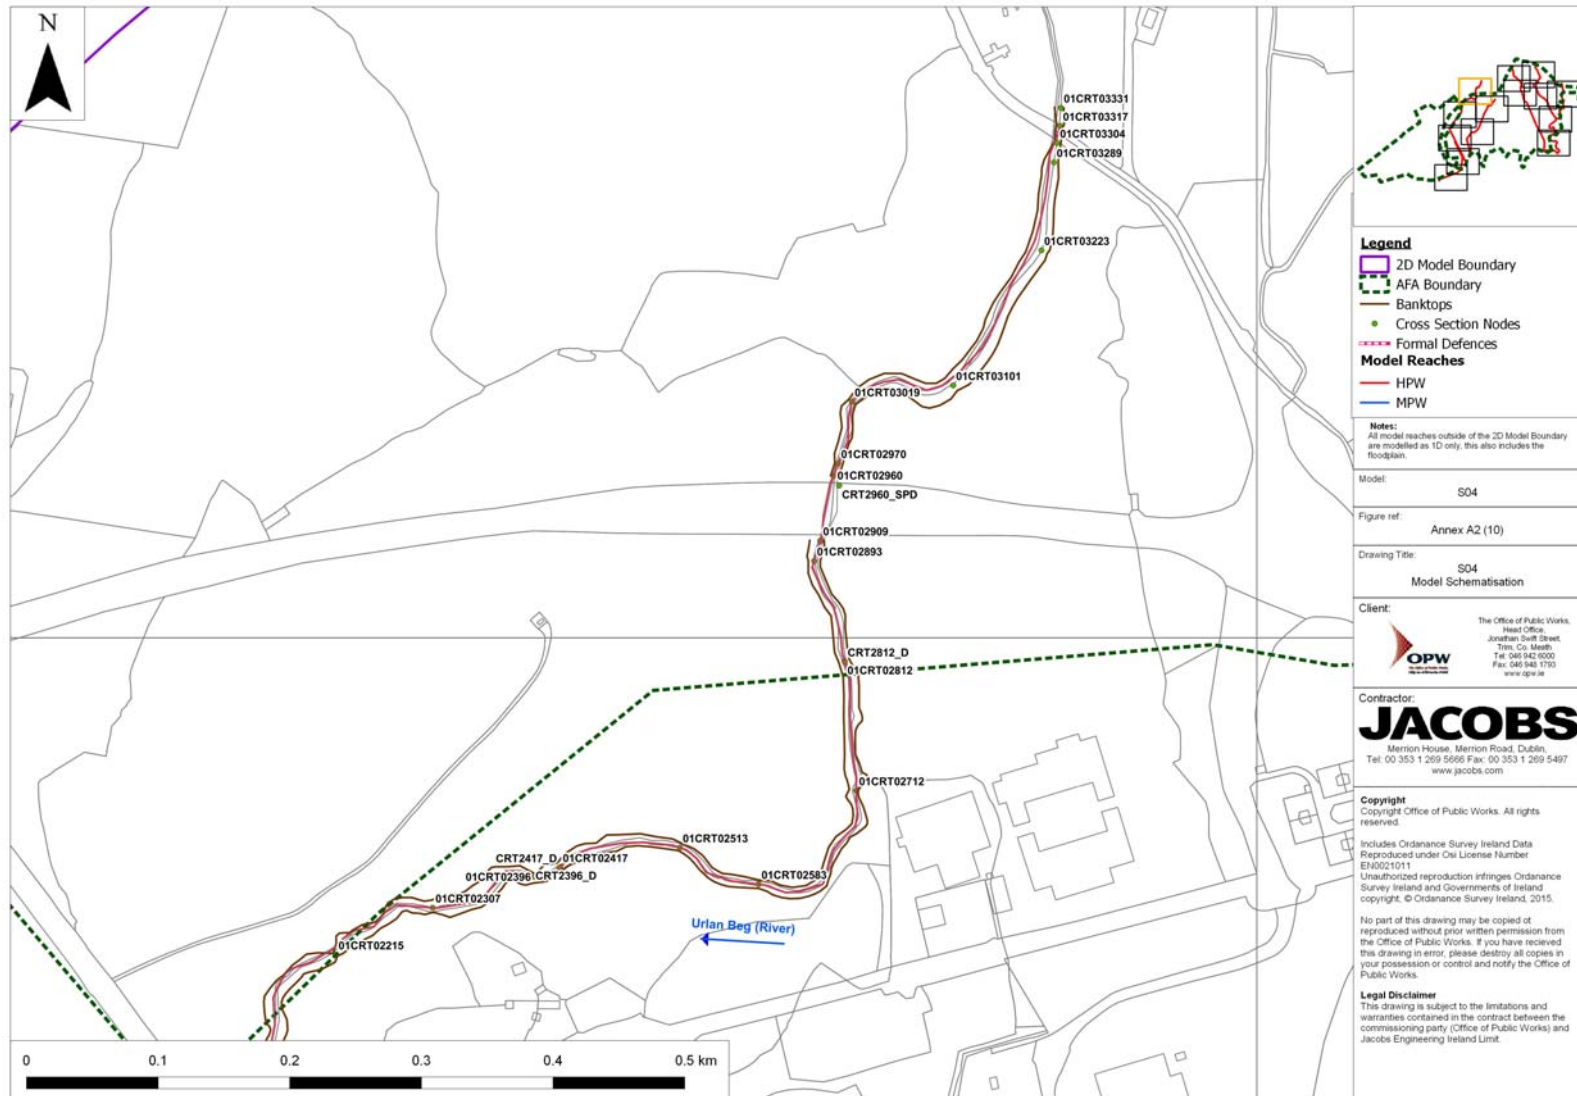 N
01CRT03331
01CRT03317
01CRT03304
01CRT03289
01CRT03223
01CRT03101
01CRT03019
01CRT02970
01CRT02960
CRT2960_SPD
01CRT02909
01CRT02893
CRT2812_D
01CRT02812
01CRT02712
01CRT02513
CRT2417_D
01CRT02417
01CRT02396
CRT2396_D
01CRT02583
01CRT02307
Urlan Beg (River)
01CRT02215
0 0.1 0.2 0.3 0.4 0.5 km
Legend
2D Model Boundary
AFA Boundary
Banktops
Cross Section Nodes
Formal Defences
Model Reaches
HPW
MPW
Notes:
All model reaches outside of the 2D Model Boundary
are modelled as 1D only, this also includes the
floodplain.
Model:
S04
Figure ref:
Annex A2 (10)
Drawing Title:
S04
Model Schematisation
Client:
OPW
The Office of Public Works,
Head Office,
Jonathan Swift Street,
Trim, Co. Meath
Tel: 046 942 6000
Fax: 046 948 1793
www.opw.ie
Contractor:
JACOBS
Merrion House, Merrion Road, Dublin,
Tel: 00 353 1 269 5666 Fax: 00 353 1 269 5497
www.jacobs.com
Copyright
Copyright Office of Public Works. All rights
reserved.
Includes Ordanance Survey Ireland Data
Reproduced under Osi License Number
EN0021011
Unauthorized reproduction infringes Ordanance
Survey Ireland and Governments of Ireland
copyright, © Ordanance Survey Ireland, 2015.
No part of this drawing may be copied ot
reproduced without prior written permission from
the Office of Public Works. If you have recieved
this drawing in error, please destroy all copies in
your possession or control and notify the Office of
Public Works.
Legal Disclaimer
This drawing is subject to the limitations and
warranties contained in the contract between the
commissioning party (Office of Public Works) and
Jacobs Engineering Ireland Limit.